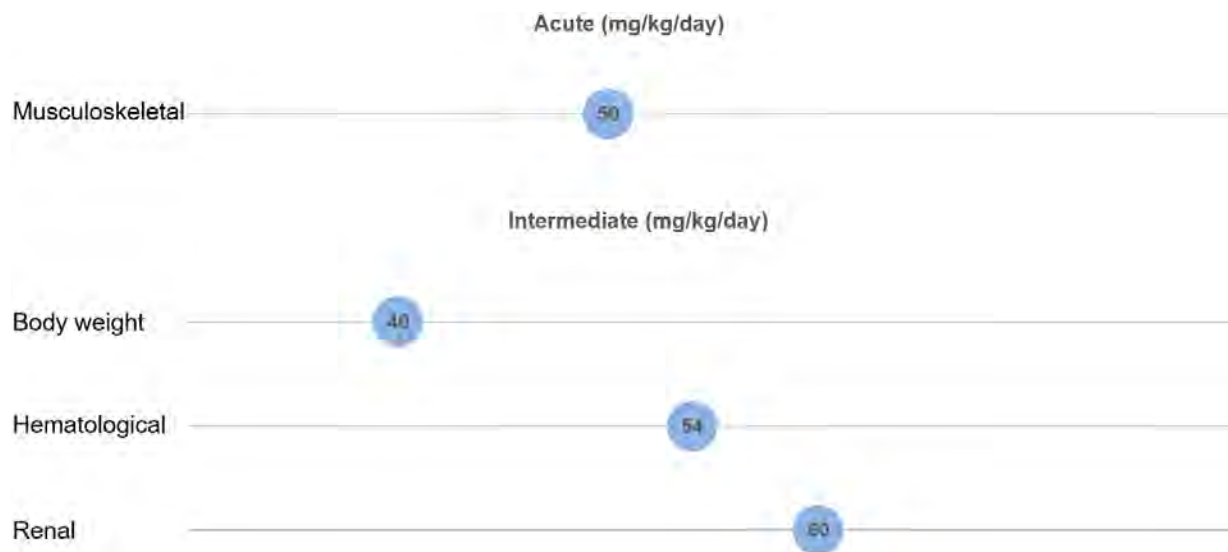 Acute (mg/kg/day)
Musculoskeletal 50
Intermediate (mg/kg/day)
Body weight 40
Hematological 54
Renal 60